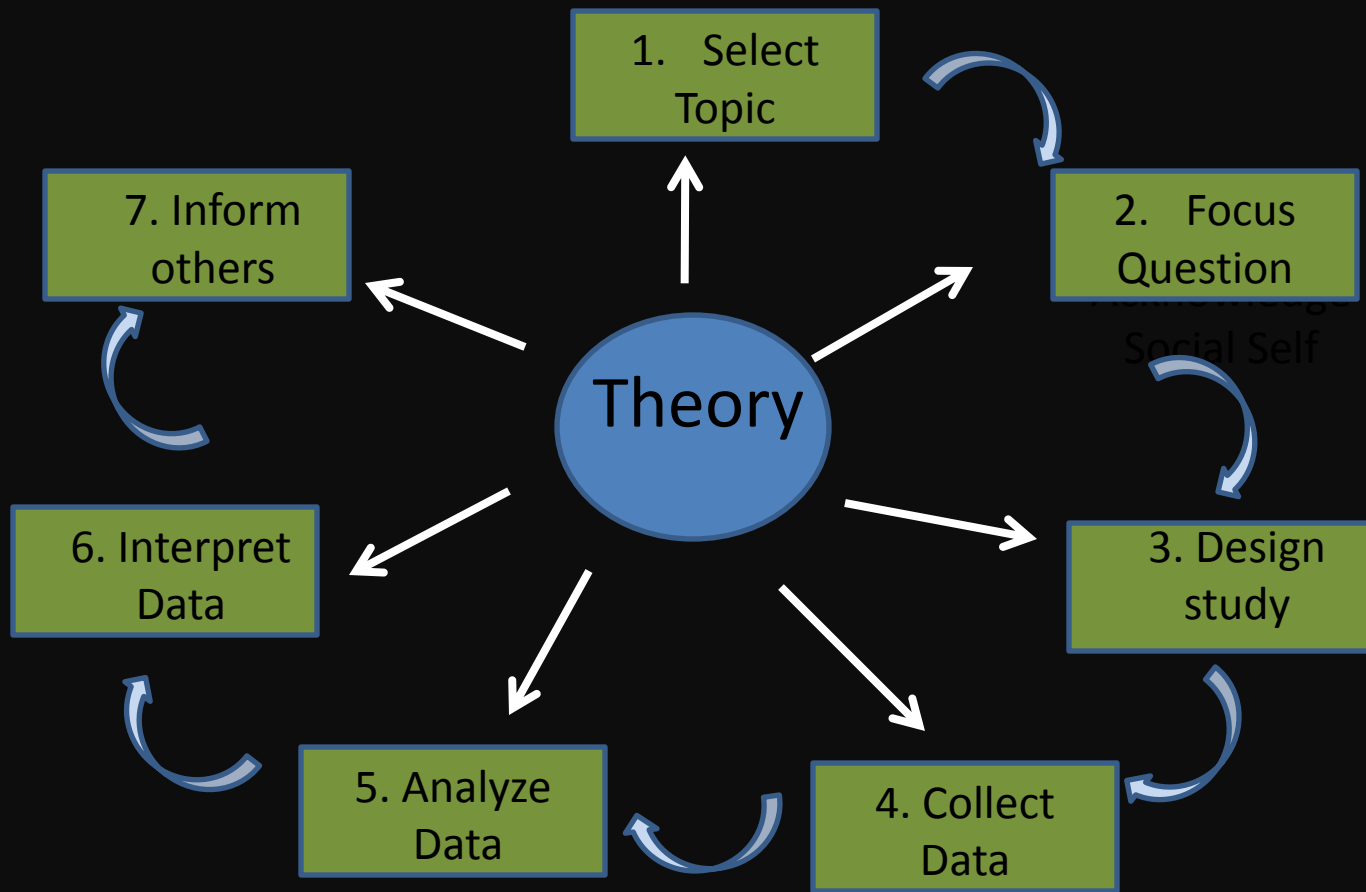 1. Select
Topic
2. Focus
Question
Acknowledge
Social Self
3. Design
study
4. Collect
Data
5. Analyze
Data
6. Interpret
Data
7. Inform
others
Theory